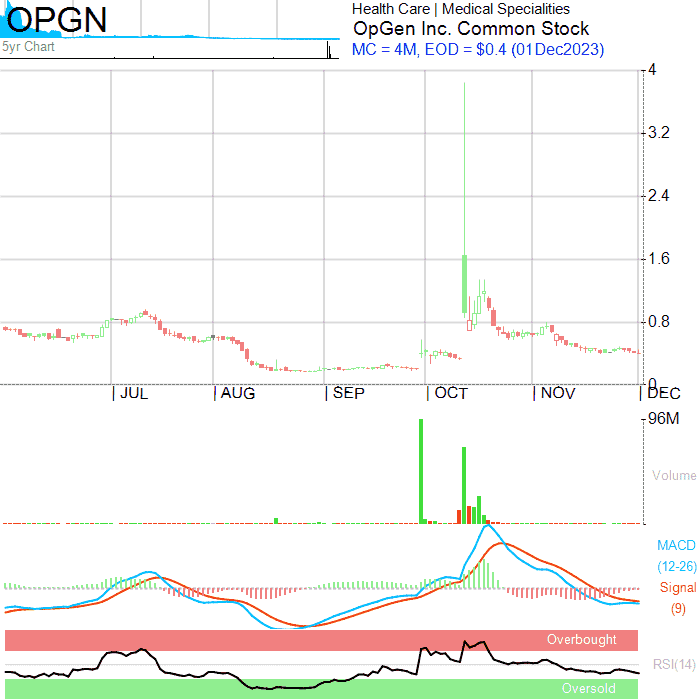 OPGN
5yr Chart
Health Care | Medical Specialities
OpGen Inc. Common Stock
MC = 4M, EOD = $0.4 (01Dec2023)
4
3.2
2.4
1.6
0.8
0
| JUL
| AUG
| SEP
| OCT
| NOV
| DEC
96M
Volume
MACD
(12-26)
Signal
(9)
Overbought
RSI(14)
Oversold